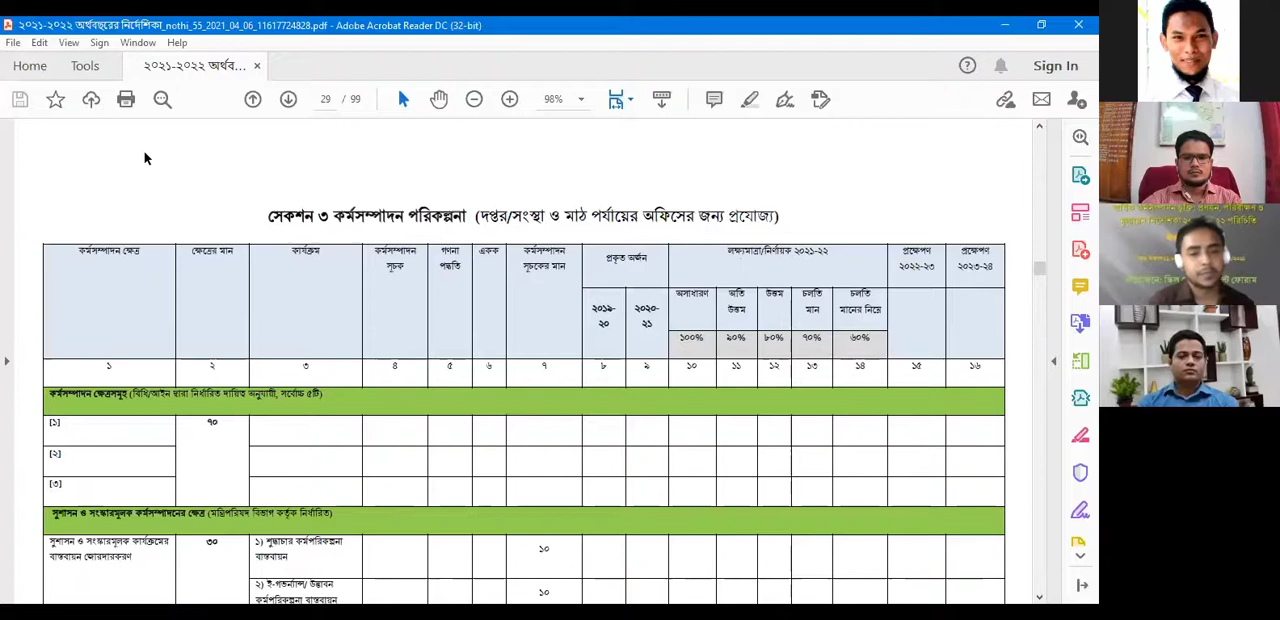 ২০২১-২০২২ অর্থবছরের নির্দেশিকা_nothi_55_2021_04_06_11617724828.pdf - Adobe Acrobat Reader DC (32-bit)
File Edit View Sign Window Help
Home Tools ২০২১-২০২২ অর্থব... × Sign In
29 / 99 98%
সেকশন ৩ কর্মসম্পাদন পরিকল্পনা (দপ্তর/সংস্থা ও মাঠ পর্যায়ের অফিসের জন্য প্রযোজ্য)
কর্মসম্পাদন ক্ষেত্র ক্ষেত্রের মান কার্যক্রম কর্মসম্পাদন সূচক গণনা পদ্ধতি একক কর্মসম্পাদন সূচকের মান প্রকৃত অর্জন লক্ষ্যমাত্রা/নির্ণায়ক ২০২১-২২ প্রক্ষেপণ ২০২২-২৩ প্রক্ষেপণ ২০২৩-২৪
২০১৯-২০ ২০২০-২১ অসাধারণ অতি উত্তম উত্তম চলতি মান চলতি মানের নিম্নে
১০০% ৯০% ৮০% ৭০% ৬০%
১ ২ ৩ ৪ ৫ ৬ ৭ ৮ ৯ ১০ ১১ ১২ ১৩ ১৪ ১৫ ১৬
কর্মসম্পাদন ক্ষেত্রসমূহ (বিধি/আইন দ্বারা নির্ধারিত দায়িত্ব অনুযায়ী, সর্বোচ্চ ৫টি)
[১] ৭০
[২]
[৩]
সুশাসন ও সংস্কারমূলক কর্মসম্পাদনের ক্ষেত্র (মন্ত্রিপরিষদ বিভাগ কর্তৃক নির্ধারিত)
সুশাসন ও সংস্কারমূলক কার্যক্রমের বাস্তবায়ন জোরদারকরণ ৩০ ১) শুদ্ধাচার কর্মপরিকল্পনা বাস্তবায়ন ১০
২) ই-গভর্ন্যান্স/ উদ্ভাবন কর্মপরিকল্পনা বাস্তবায়ন ১০